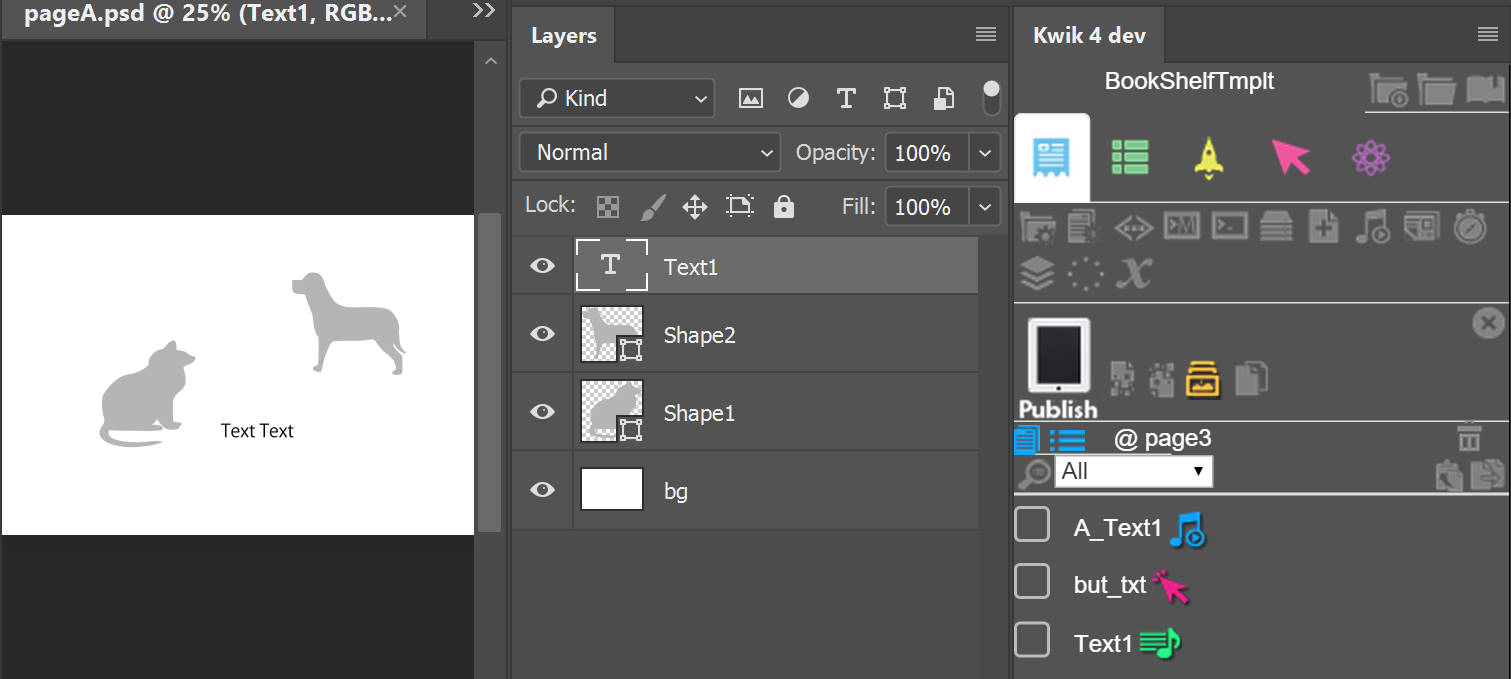 pageA.psd @ 25% (Text1, RGB...
Text Text
Layers
Kind
Normal
Opacity: 100%
Lock:
Fill: 100%
Text1
Shape2
Shape1
bg
Kwik 4 dev
BookShelfTmplt
Publish
@ page3
All
A_Text1
but_txt
Text1